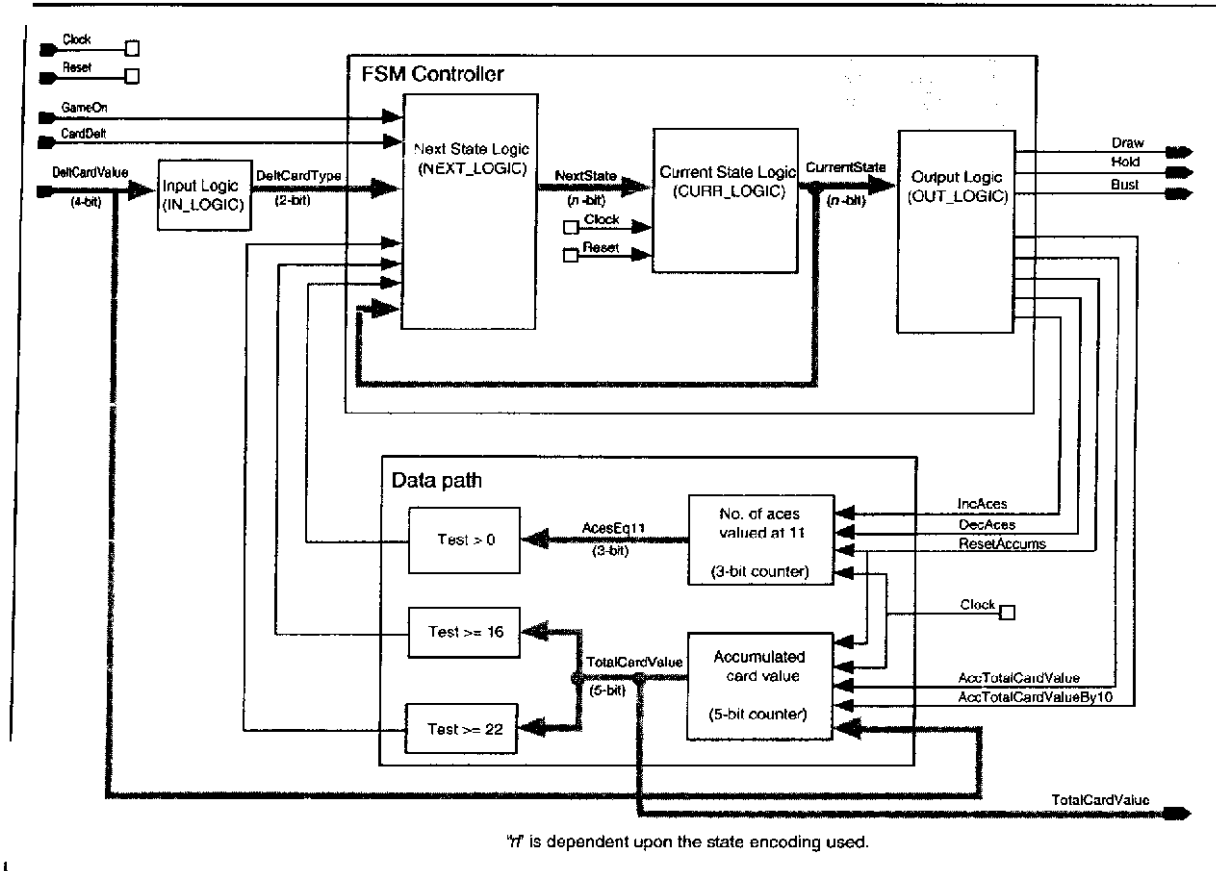 Clock
Reset
FSM Controller
GameOn
CardDelt
DeltCardValue
(4-bit)
Input Logic
(IN_LOGIC)
DeltCardType
(2-bit)
Next State Logic
(NEXT_LOGIC)
NextState
(n-bit)
Clock
Reset
Current State Logic
(CURR_LOGIC)
CurrentState
(n-bit)
Output Logic
(OUT_LOGIC)
Draw
Hold
Bust
Data path
Test > 0
AcesEq11
(3-bit)
No. of aces
valued at 11
(3-bit counter)
IncAces
DecAces
ResetAccums
Clock
Test >= 16
TotalCardValue
(5-bit)
Accumulated
card value
(5-bit counter)
AccTotalCardValue
AccTotalCardValueBy10
Test >= 22
TotalCardValue
"n" is dependent upon the state encoding used.